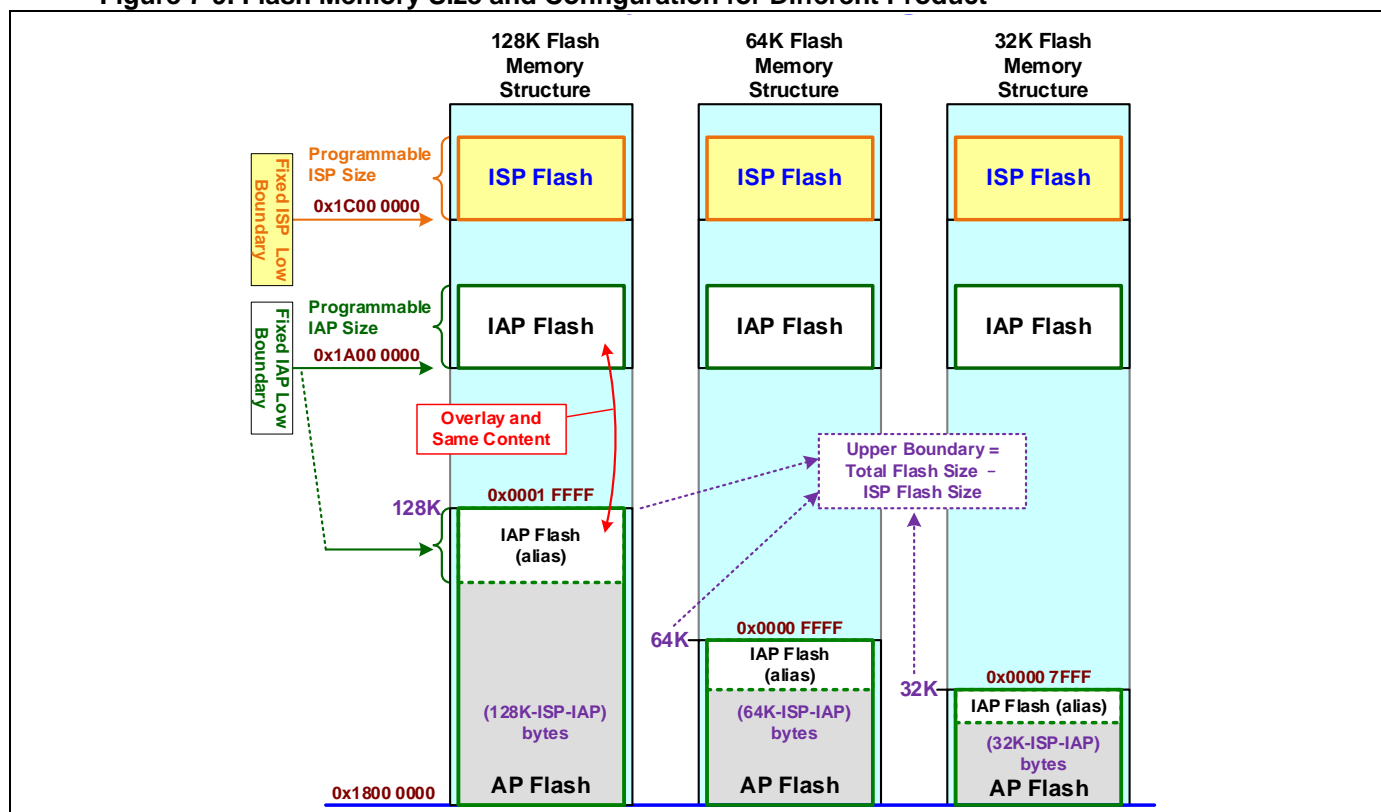 Figure 7-3. Flash Memory Size and Configuration for Different Product
128K Flash
Memory
Structure
64K Flash
Memory
Structure
32K Flash
Memory
Structure
Fixed ISP Low
Boundary
Programmable
ISP Size
0x1C00 0000
ISP Flash
ISP Flash
ISP Flash
Fixed IAP Low
Boundary
Programmable
IAP Size
0x1A00 0000
IAP Flash
IAP Flash
IAP Flash
Overlay and
Same Content
Upper Boundary =
Total Flash Size –
ISP Flash Size
128K
0x0001 FFFF
IAP Flash
(alias)
64K
0x0000 FFFF
IAP Flash
(alias)
32K
0x0000 7FFF
IAP Flash (alias)
(128K-ISP-IAP)
bytes
(64K-ISP-IAP)
bytes
(32K-ISP-IAP)
bytes
AP Flash
AP Flash
AP Flash
0x1800 0000